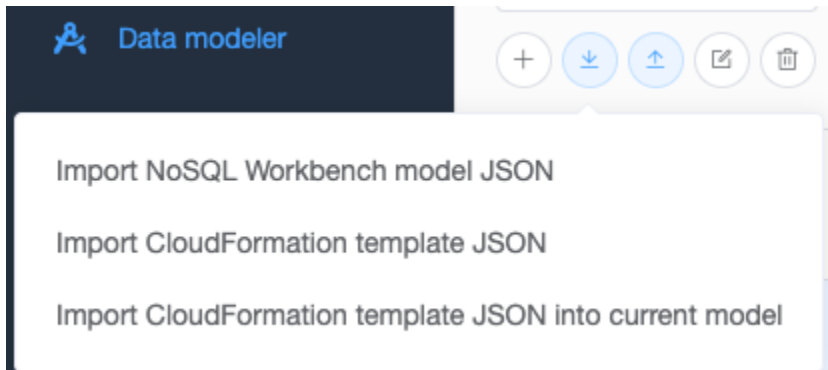 Data modeler
Import NoSQL Workbench model JSON
Import CloudFormation template JSON
Import CloudFormation template JSON into current model